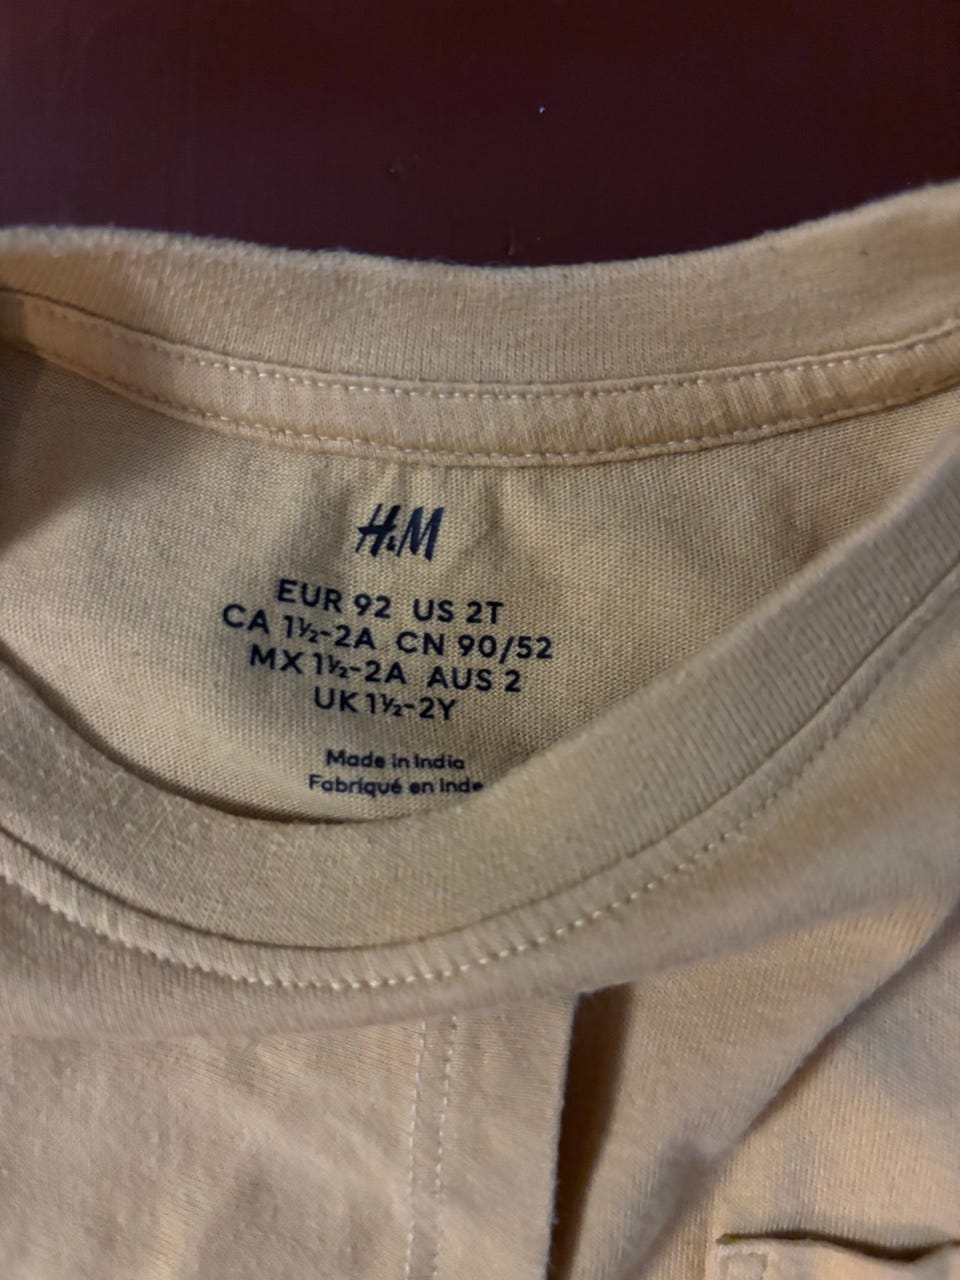 H&M
EUR 92 US 2T
CA 1½-2A CN 90/52
MX 1½-2A AUS 2
UK 1½-2Y
Made in India
Fabriqué en Inde